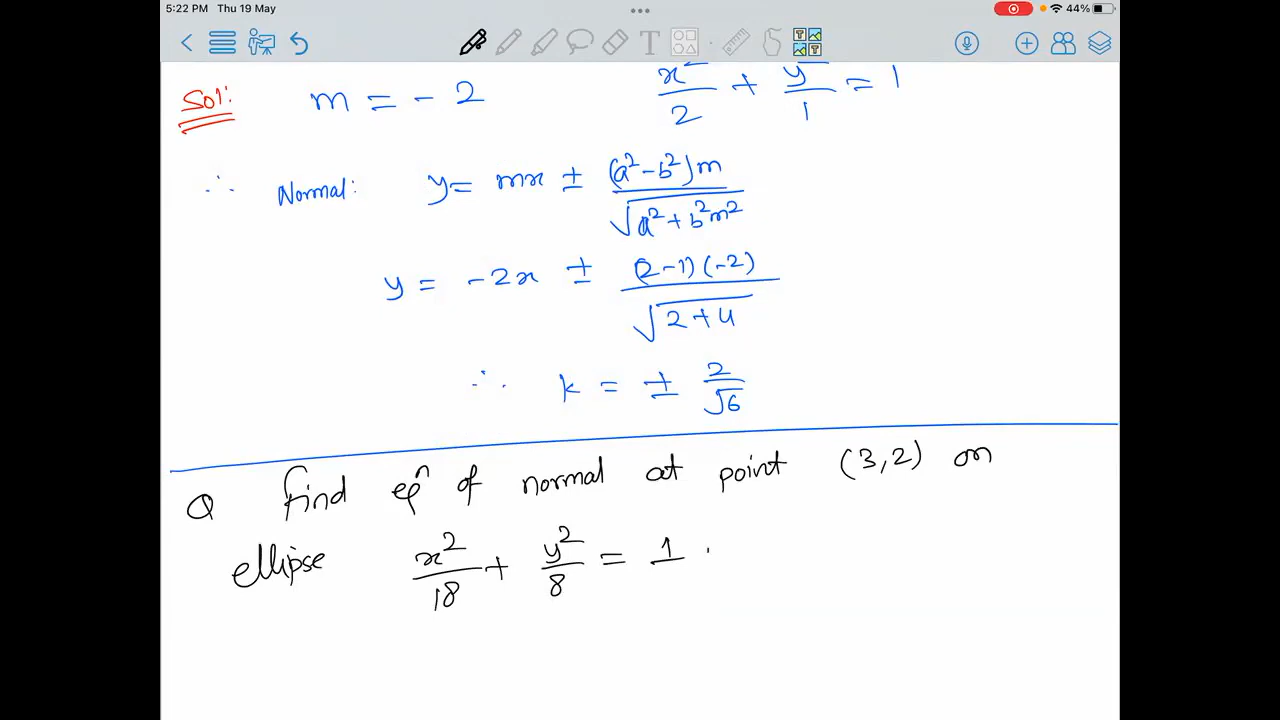 5:22 PM Thu 19 May
44%
Sol:
m = - 2
x²/2 + y²/1 = 1
∴ Normal: y = mx ± (a² - b²)m / √(a² + b²m²)
y = -2x ± (2-1)(-2) / √(2+4)
∴ k = ± 2/√6
Q find eqⁿ of normal at point (3,2) on
ellipse x²/18 + y²/8 = 1 .